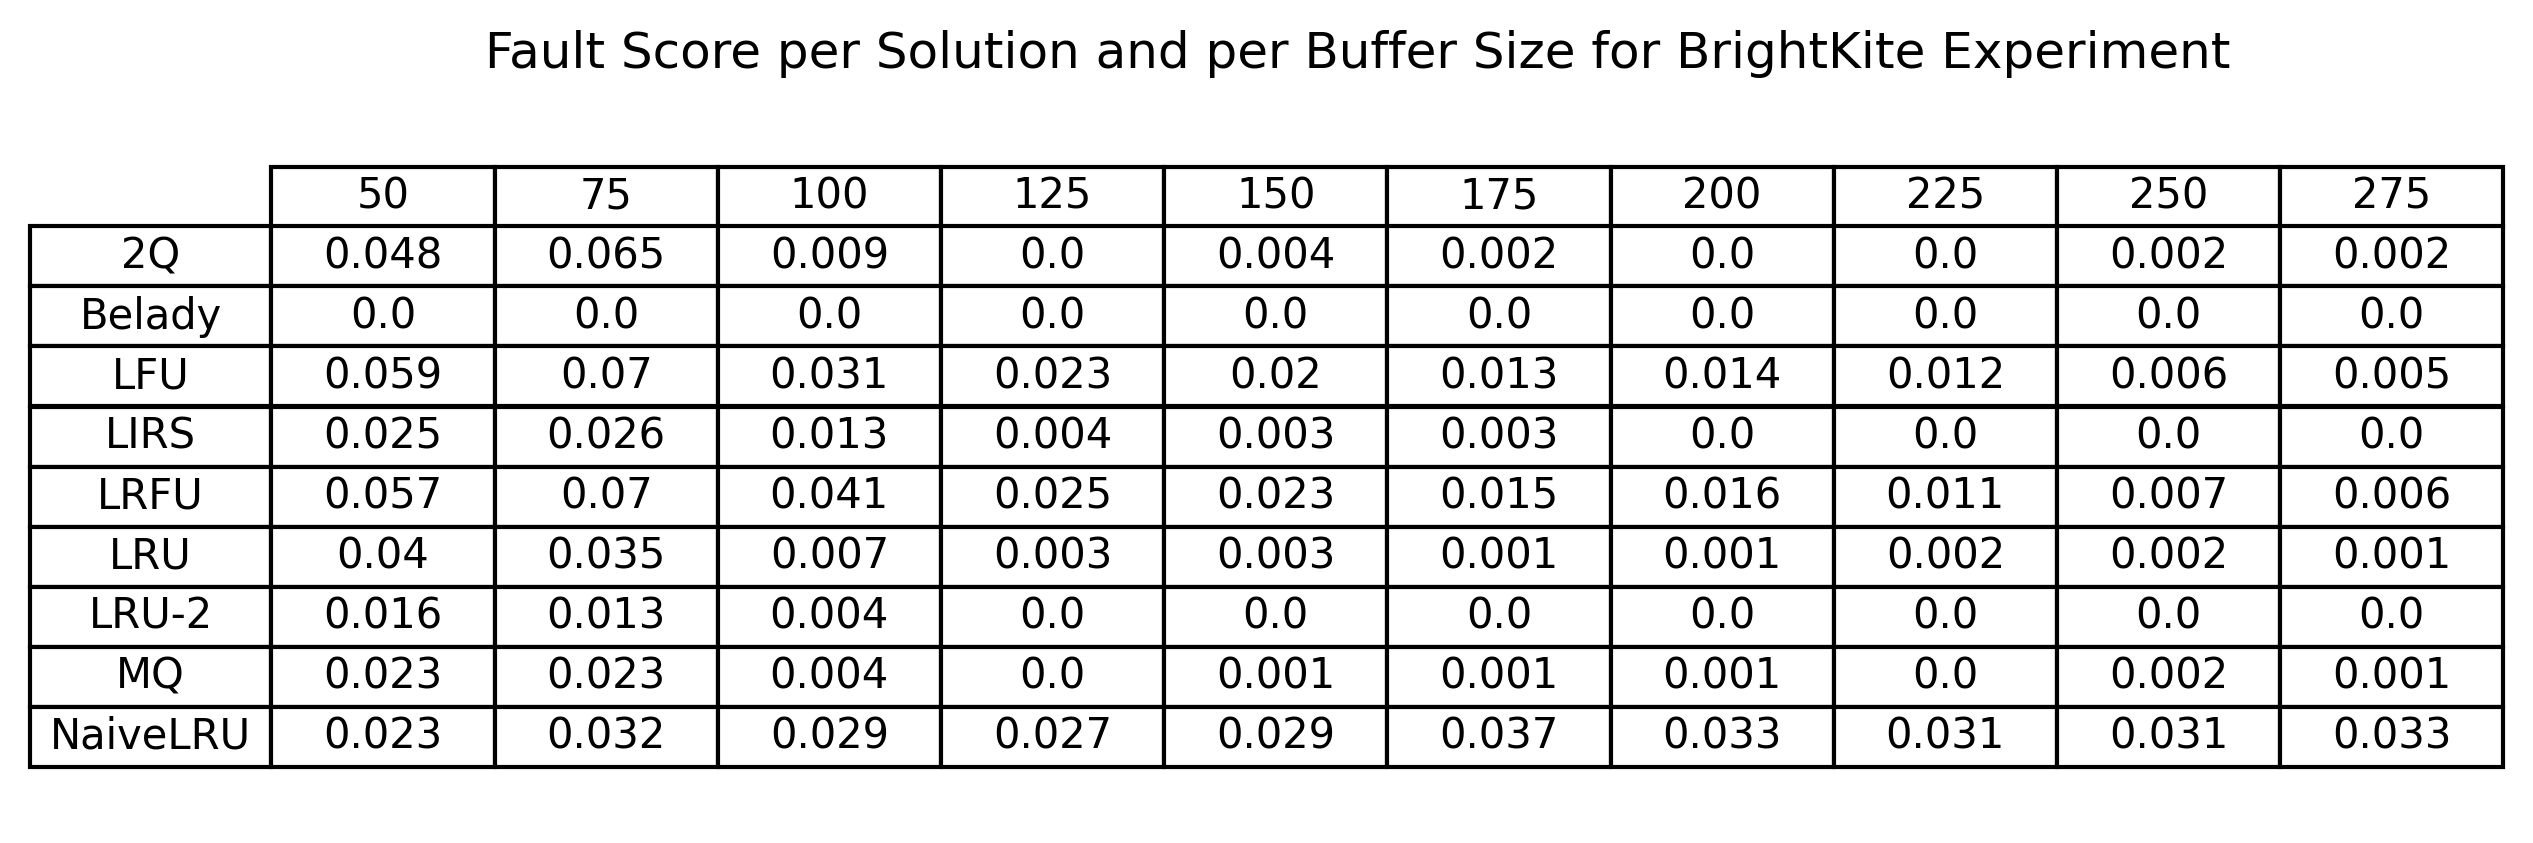 Fault Score per Solution and per Buffer Size for BrightKite Experiment
50 75 100 125 150 175 200 225 250 275
2Q 0.048 0.065 0.009 0.0 0.004 0.002 0.0 0.0 0.002 0.002
Belady 0.0 0.0 0.0 0.0 0.0 0.0 0.0 0.0 0.0 0.0
LFU 0.059 0.07 0.031 0.023 0.02 0.013 0.014 0.012 0.006 0.005
LIRS 0.025 0.026 0.013 0.004 0.003 0.003 0.0 0.0 0.0 0.0
LRFU 0.057 0.07 0.041 0.025 0.023 0.015 0.016 0.011 0.007 0.006
LRU 0.04 0.035 0.007 0.003 0.003 0.001 0.001 0.002 0.002 0.001
LRU-2 0.016 0.013 0.004 0.0 0.0 0.0 0.0 0.0 0.0 0.0
MQ 0.023 0.023 0.004 0.0 0.001 0.001 0.001 0.0 0.002 0.001
NaiveLRU 0.023 0.032 0.029 0.027 0.029 0.037 0.033 0.031 0.031 0.033